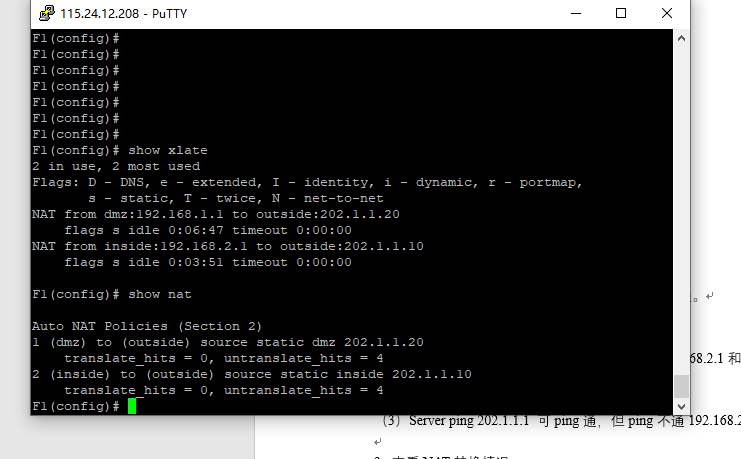 115.24.12.208 - PuTTY
F1(config)#
F1(config)#
F1(config)#
F1(config)#
F1(config)#
F1(config)#
F1(config)#
F1(config)# show xlate
2 in use, 2 most used
Flags: D - DNS, e - extended, I - identity, i - dynamic, r - portmap,
       s - static, T - twice, N - net-to-net
NAT from dmz:192.168.1.1 to outside:202.1.1.20
    flags s idle 0:06:47 timeout 0:00:00
NAT from inside:192.168.2.1 to outside:202.1.1.10
    flags s idle 0:03:51 timeout 0:00:00
F1(config)# show nat
Auto NAT Policies (Section 2)
1 (dmz) to (outside) source static dmz 202.1.1.20
    translate_hits = 0, untranslate_hits = 4
2 (inside) to (outside) source static inside 202.1.1.10
    translate_hits = 0, untranslate_hits = 4
F1(config)#
68.2.1 和
（3）Server ping 202.1.1.1 可 ping 通，但 ping 不通 192.168.2